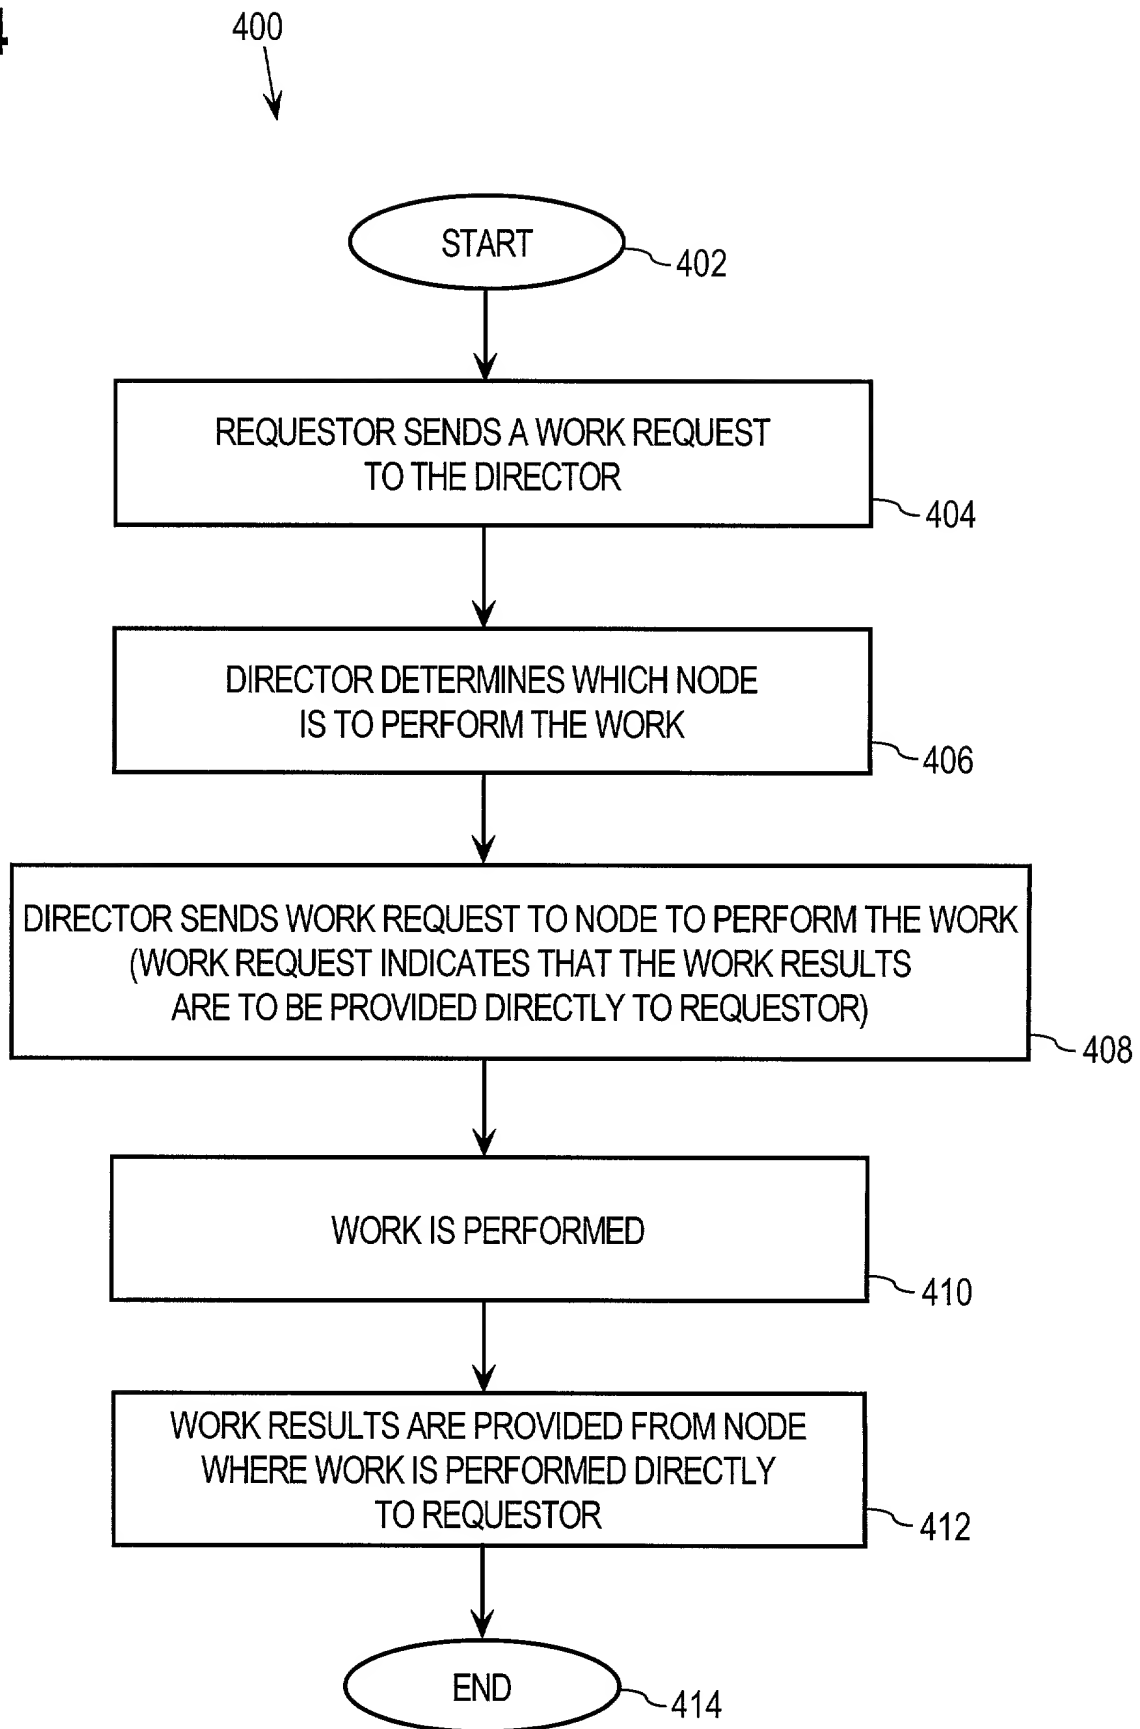 4
400
START
402
REQUESTOR SENDS A WORK REQUEST
TO THE DIRECTOR
404
DIRECTOR DETERMINES WHICH NODE
IS TO PERFORM THE WORK
406
DIRECTOR SENDS WORK REQUEST TO NODE TO PERFORM THE WORK
(WORK REQUEST INDICATES THAT THE WORK RESULTS
ARE TO BE PROVIDED DIRECTLY TO REQUESTOR)
408
WORK IS PERFORMED
410
WORK RESULTS ARE PROVIDED FROM NODE
WHERE WORK IS PERFORMED DIRECTLY
TO REQUESTOR
412
END
414